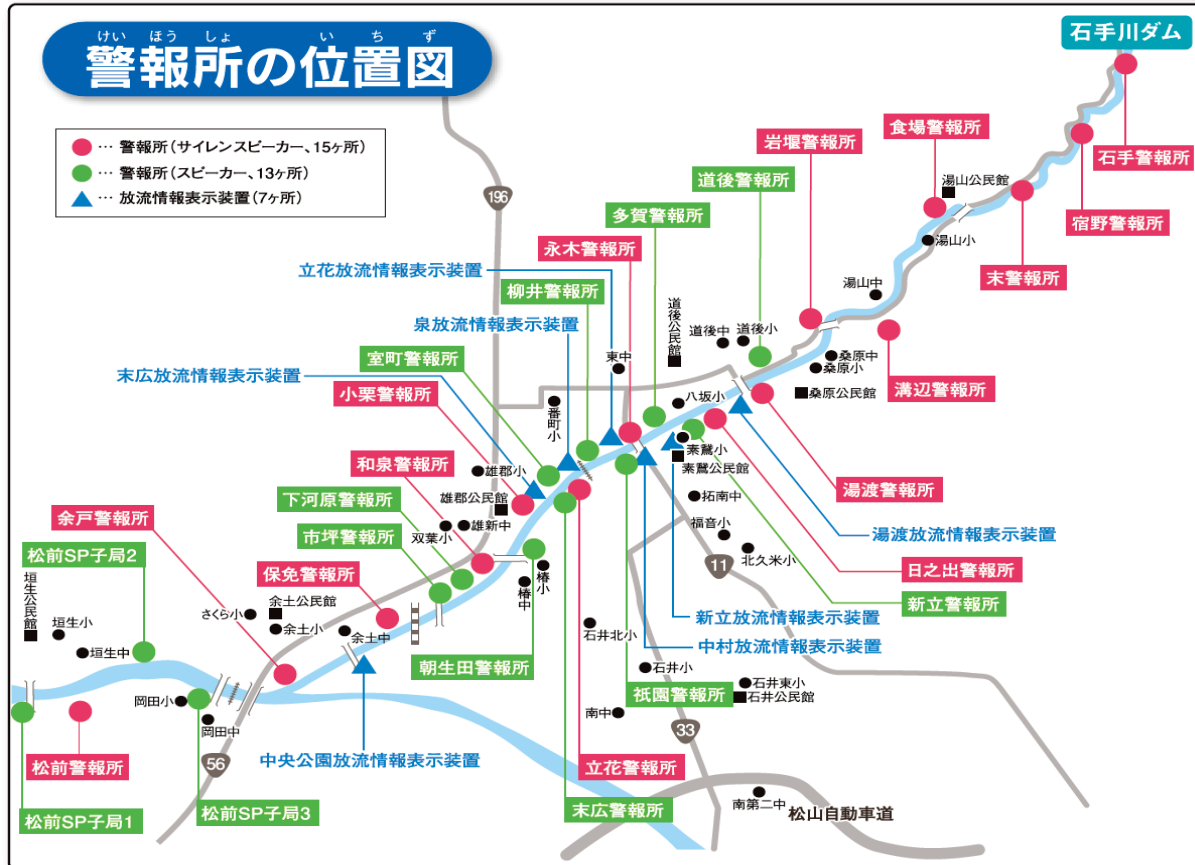 けいほうしょ いちず
警報所の位置図
石手川ダム
… 警報所(サイレンスピーカー、15ヶ所)
… 警報所(スピーカー、13ヶ所)
… 放流情報表示装置(7ヶ所)
岩堰警報所
食場警報所
石手警報所
道後警報所
湯山公民館
宿野警報所
196
多賀警報所
湯山小
末警報所
永木警報所
立花放流情報表示装置
柳井警報所
湯山中
泉放流情報表示装置
道後公民館
道後中
道後小
室町警報所
東中
桑原中
桑原小
溝辺警報所
末広放流情報表示装置
小栗警報所
番町小
八坂小
桑原公民館
素鵞小
素鵞公民館
和泉警報所
雄郡小
雄郡公民館
拓南中
湯渡警報所
下河原警報所
双葉小
雄新中
福音小
湯渡放流情報表示装置
余戸警報所
市坪警報所
北久米小
11
日之出警報所
松前SP子局2
保免警報所
椿中
椿小
新立警報所
垣生公民館
垣生小
さくら小
余土公民館
余土小
余土中
石井北小
新立放流情報表示装置
垣生中
中村放流情報表示装置
朝生田警報所
石井小
岡田小
石井東小
祇園警報所
石井公民館
岡田中
南中
33
松前警報所
56
中央公園放流情報表示装置
立花警報所
南第二中
松前SP子局1
松前SP子局3
末広警報所
松山自動車道